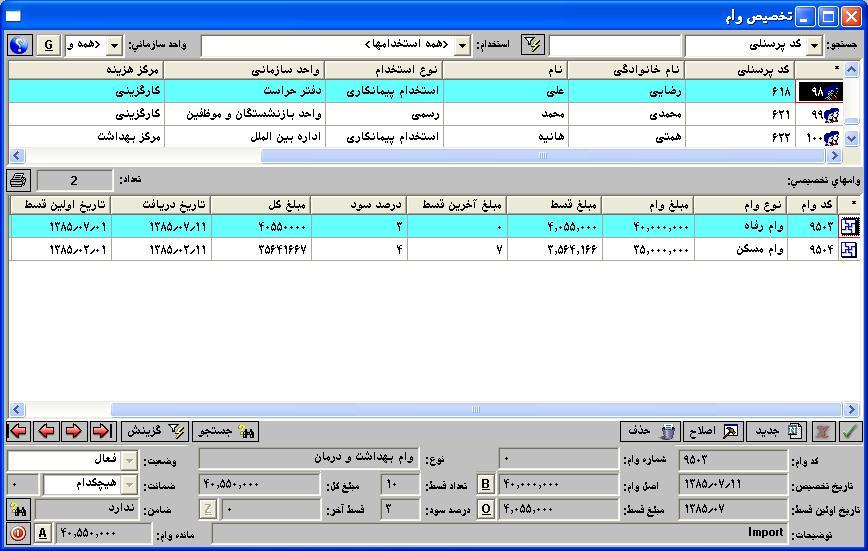 تخصیص وام
جستجو: کد پرسنلی استخدام: <همه استخدامها> واحد سازمانی: <همه و G
* کد پرسنلی نام خانوادگی نام نوع استخدام واحد سازمانی مرکز هزینه
۹۸ ۶۱۸ رضایی علی استخدام پیمانکاری دفتر حراست کارگزینی
۹۹ ۶۲۱ محمدی محمد رسمی واحد بازنشستگان و موظفین کارگزینی
۱۰۰ ۶۲۲ همتی هانیه استخدام پیمانکاری اداره بین الملل مرکز بهداشت
وامهای تخصیصی: تعداد: 2
* کد وام نوع وام مبلغ وام مبلغ قسط مبلغ آخرین قسط درصد سود مبلغ کل تاریخ دریافت تاریخ اولین قسط
۹۵۰۳ وام رفاه ۴۰,۰۰۰,۰۰۰ ۴,۰۵۵,۰۰۰ ۰ ۳ ۴۰۵۵۰۰۰۰ ۱۳۸۵/۰۷/۱۱ ۱۳۸۵/۰۷/۰۱
۹۵۰۴ وام مسکن ۳۵,۰۰۰,۰۰۰ ۳,۵۶۴,۱۶۶ ۷ ۴ ۳۵۶۴۱۶۶۷ ۱۳۸۵/۰۲/۰۱ ۱۳۸۵/۰۲/۰۱
جدید اصلاح حذف جستجو گزینش
کد وام: ۹۵۰۳ شماره وام: ۰ نوع: وام بهداشت و درمان وضعیت: فعال
تاریخ تخصیص: ۱۳۸۵/۰۷/۱۱ اصل وام: ۴۰,۰۰۰,۰۰۰ B تعداد قسط: ۱۰ مبلغ کل: ۴۰,۵۵۰,۰۰۰ ضمانت: هیچکدام ۰
تاریخ اولین قسط: ۱۳۸۵/۰۷ مبلغ قسط: ۴,۰۵۵,۰۰۰ O درصد سود: ۳ قسط آخر: ۰ Z ضامن: ندارد
توضیحات: Import مانده وام: ۴۰,۵۵۰,۰۰۰ A